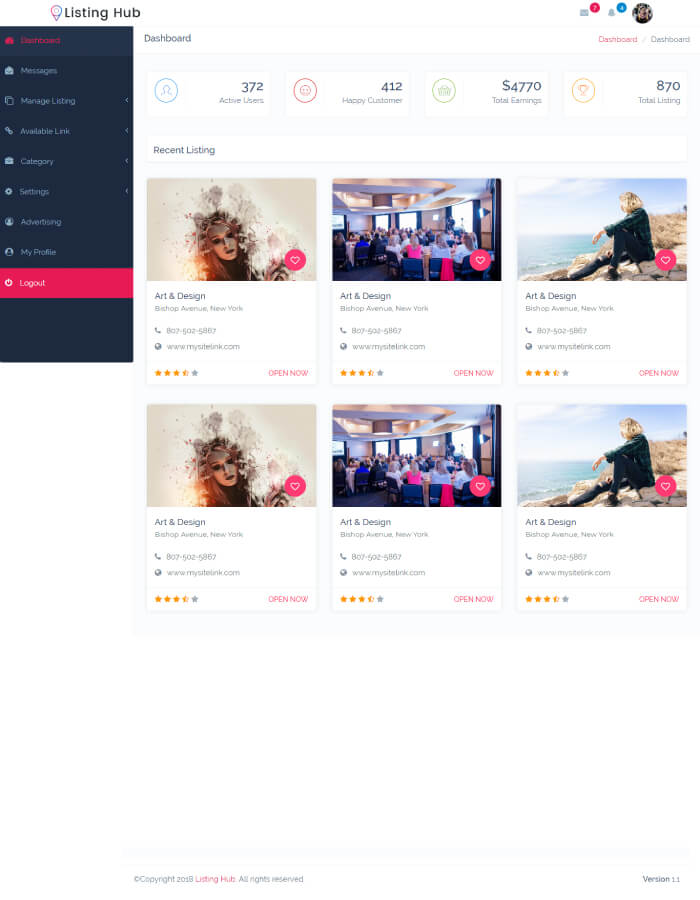 Listing Hub
7
4
Dashboard
Messages
Manage Listing
Available Link
Category
Settings
Advertising
My Profile
Logout
Dashboard
Dashboard / Dashboard
372
Active Users
412
Happy Customer
$4770
Total Earnings
870
Total Listing
Recent Listing
Art & Design
Bishop Avenue, New York
807-502-5867
www.mysitelink.com
OPEN NOW
Art & Design
Bishop Avenue, New York
807-502-5867
www.mysitelink.com
OPEN NOW
Art & Design
Bishop Avenue, New York
807-502-5867
www.mysitelink.com
OPEN NOW
Art & Design
Bishop Avenue, New York
807-502-5867
www.mysitelink.com
OPEN NOW
Art & Design
Bishop Avenue, New York
807-502-5867
www.mysitelink.com
OPEN NOW
Art & Design
Bishop Avenue, New York
807-502-5867
www.mysitelink.com
OPEN NOW
©Copyright 2018 Listing Hub. All rights reserved.
Version 1.1